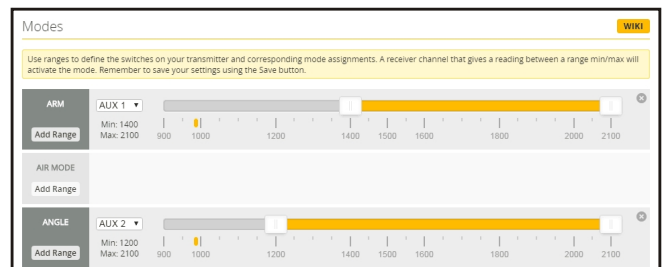 Modes
WIKI
Use ranges to define the switches on your transmitter and corresponding mode assignments. A receiver channel that gives a reading between a range min/max will
activate the mode. Remember to save your settings using the Save button.
ARM
AUX 1
Add Range
Min: 1400
Max: 2100
900 1000 1200 1400 1500 1600 1800 2000 2100
AIR MODE
Add Range
ANGLE
AUX 2
Add Range
Min: 1200
Max: 2100
900 1000 1200 1400 1500 1600 1800 2000 2100